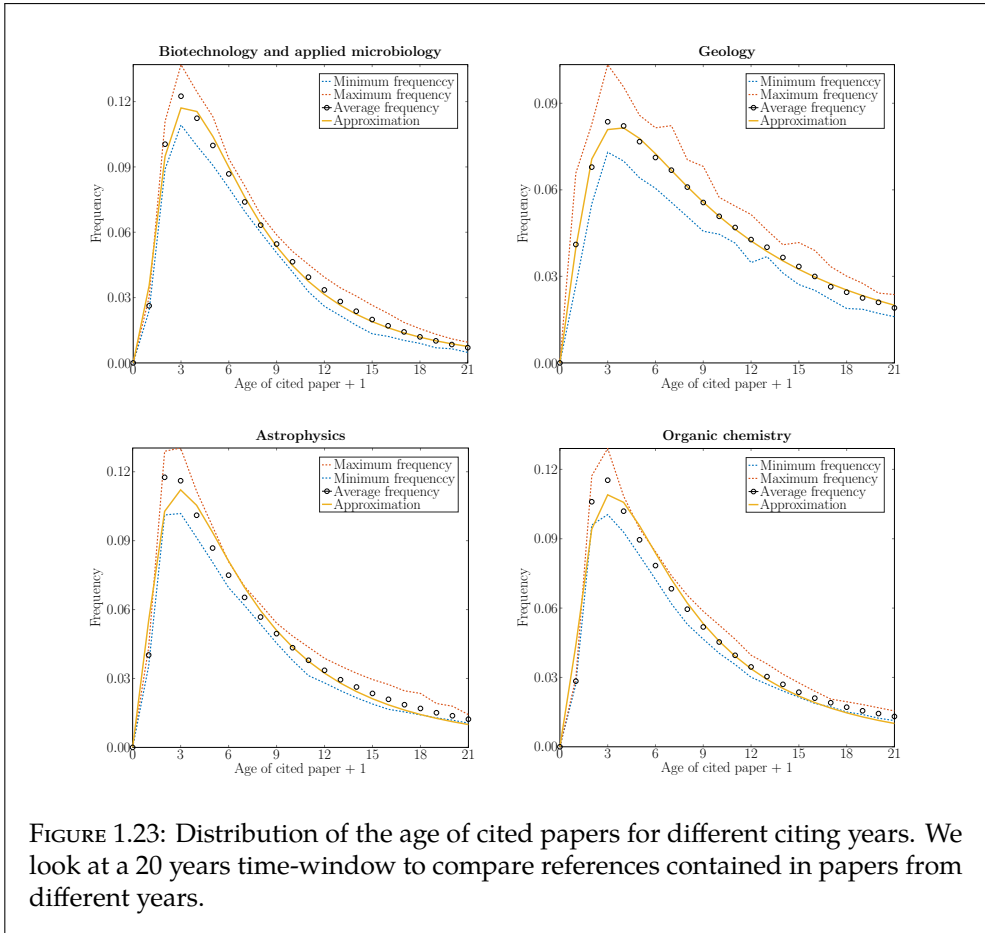 Biotechnology and applied microbiology
Minimum frequenccy
Maximum frequency
Average frequency
Approximation
Frequency
0.12
0.09
0.06
0.03
0.00
0 3 6 9 12 15 18 21
Age of cited paper + 1
Geology
Minimum frequenccy
Maximum frequency
Average frequency
Approximation
Frequency
0.09
0.06
0.03
0.00
0 3 6 9 12 15 18 21
Age of cited paper + 1
Astrophysics
Maximum frequency
Minimum frequenccy
Average frequency
Approximation
Frequency
0.12
0.09
0.06
0.03
0.00
0 3 6 9 12 15 18 21
Age of cited paper + 1
Organic chemistry
Minimum frequenccy
Maximum frequency
Average frequency
Approximation
Frequency
0.12
0.09
0.06
0.03
0.00
0 3 6 9 12 15 18 21
Age of cited paper + 1
FIGURE 1.23: Distribution of the age of cited papers for different citing years. We
look at a 20 years time-window to compare references contained in papers from
different years.